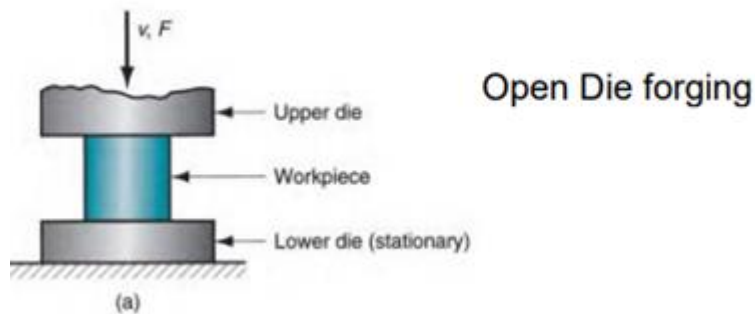 v, F
Open Die forging
Upper die
Workpiece
Lower die (stationary)
(a)